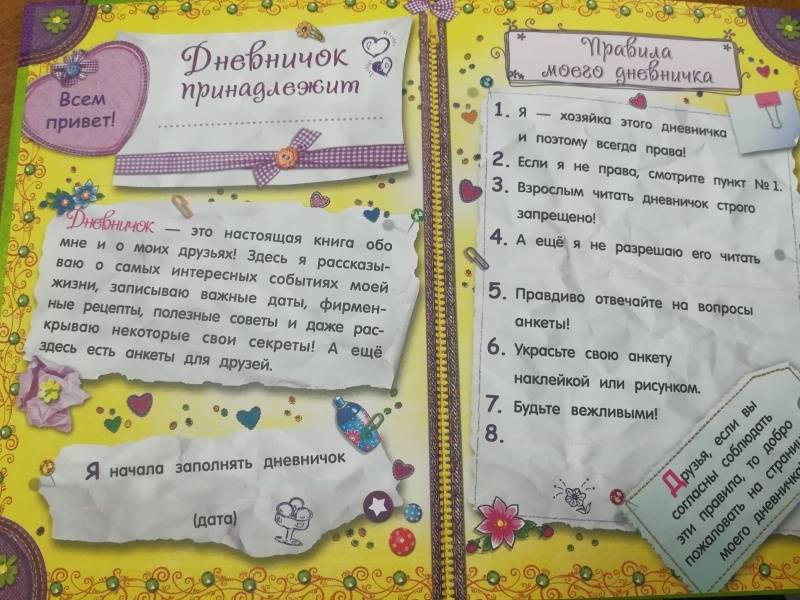 Всем
привет!
Дневничок
принадлежит
Дневничок — это настоящая книга обо
мне и о моих друзьях! Здесь я рассказы-
ваю о самых интересных событиях моей
жизни, записываю важные даты, фирмен-
ные рецепты, полезные советы и даже рас-
крываю некоторые свои секреты! А ещё
здесь есть анкеты для друзей.
Я начала заполнять дневничок
(дата)
Правила
моего дневничка
1. Я — хозяйка этого дневничка
и поэтому всегда права!
2. Если я не права, смотрите пункт № 1.
3. Взрослым читать дневничок строго
запрещено!
4. А ещё я не разрешаю его читать
5. Правдиво отвечайте на вопросы
анкеты!
6. Украсьте свою анкету
наклейкой или рисунком.
7. Будьте вежливыми!
8.
Друзья, если вы
согласны соблюдать
эти правила, то добро
пожаловать на страницы
моего дневничка